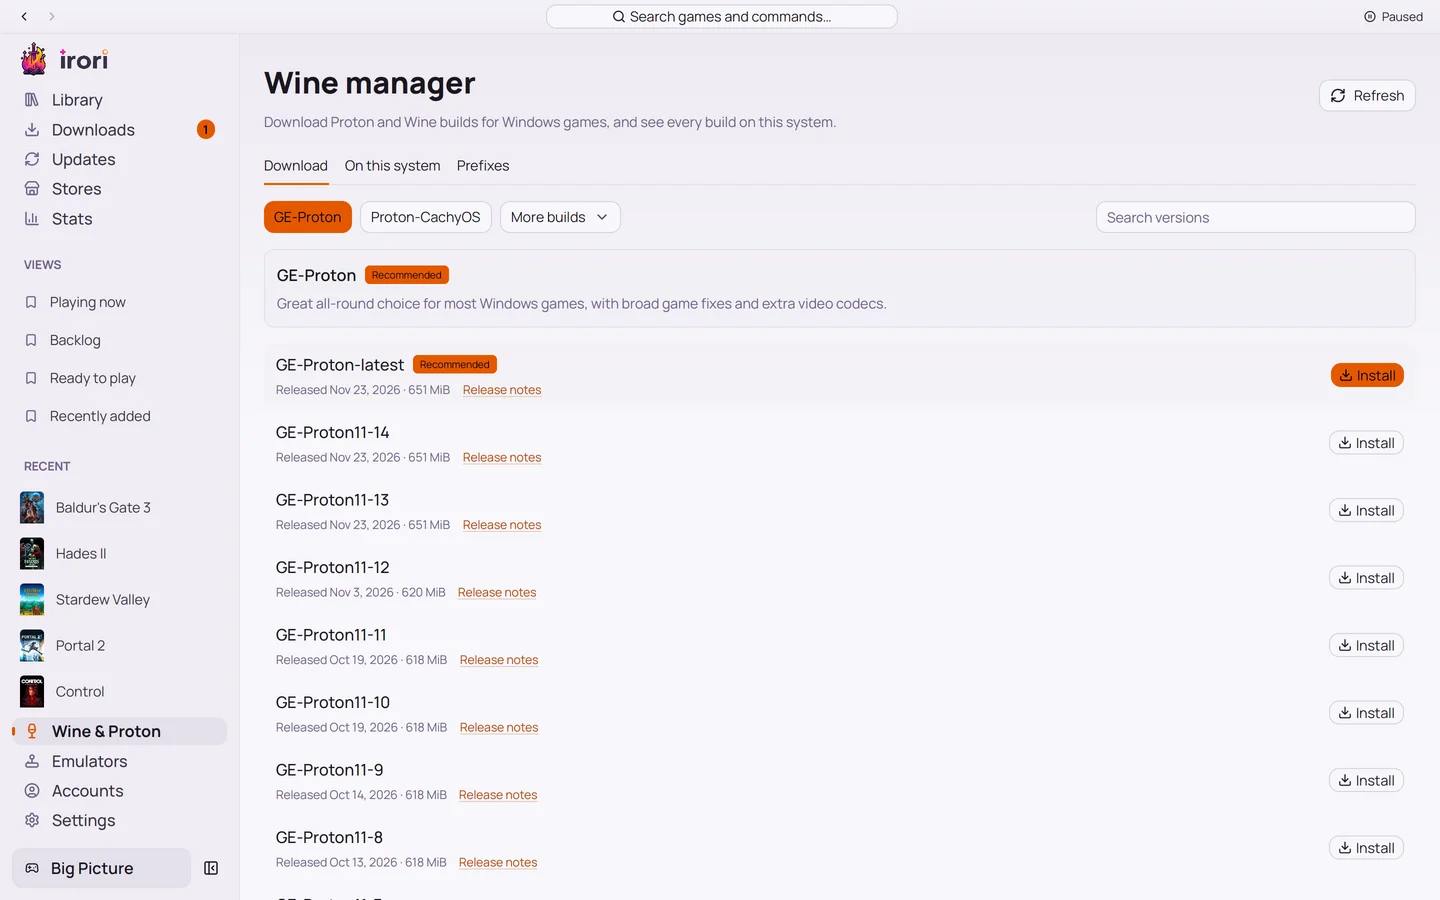 Search games and commands...
Paused
irori
Library
Downloads
1
Updates
Stores
Stats
VIEWS
Playing now
Backlog
Ready to play
Recently added
RECENT
Baldur's Gate 3
Hades II
Stardew Valley
PORTAL 2
Portal 2
CONTROL
Control
Wine & Proton
Emulators
Accounts
Settings
Big Picture
Wine manager
Refresh
Download Proton and Wine builds for Windows games, and see every build on this system.
Download
On this system
Prefixes
GE-Proton
Proton-CachyOS
More builds
Search versions
GE-Proton Recommended
Great all-round choice for most Windows games, with broad game fixes and extra video codecs.
GE-Proton-latest Recommended
Released Nov 23, 2026 · 651 MiB Release notes
Install
GE-Proton11-14
Released Nov 23, 2026 · 651 MiB Release notes
Install
GE-Proton11-13
Released Nov 23, 2026 · 651 MiB Release notes
Install
GE-Proton11-12
Released Nov 3, 2026 · 620 MiB Release notes
Install
GE-Proton11-11
Released Oct 19, 2026 · 618 MiB Release notes
Install
GE-Proton11-10
Released Oct 19, 2026 · 618 MiB Release notes
Install
GE-Proton11-9
Released Oct 14, 2026 · 618 MiB Release notes
Install
GE-Proton11-8
Released Oct 13, 2026 · 618 MiB Release notes
Install